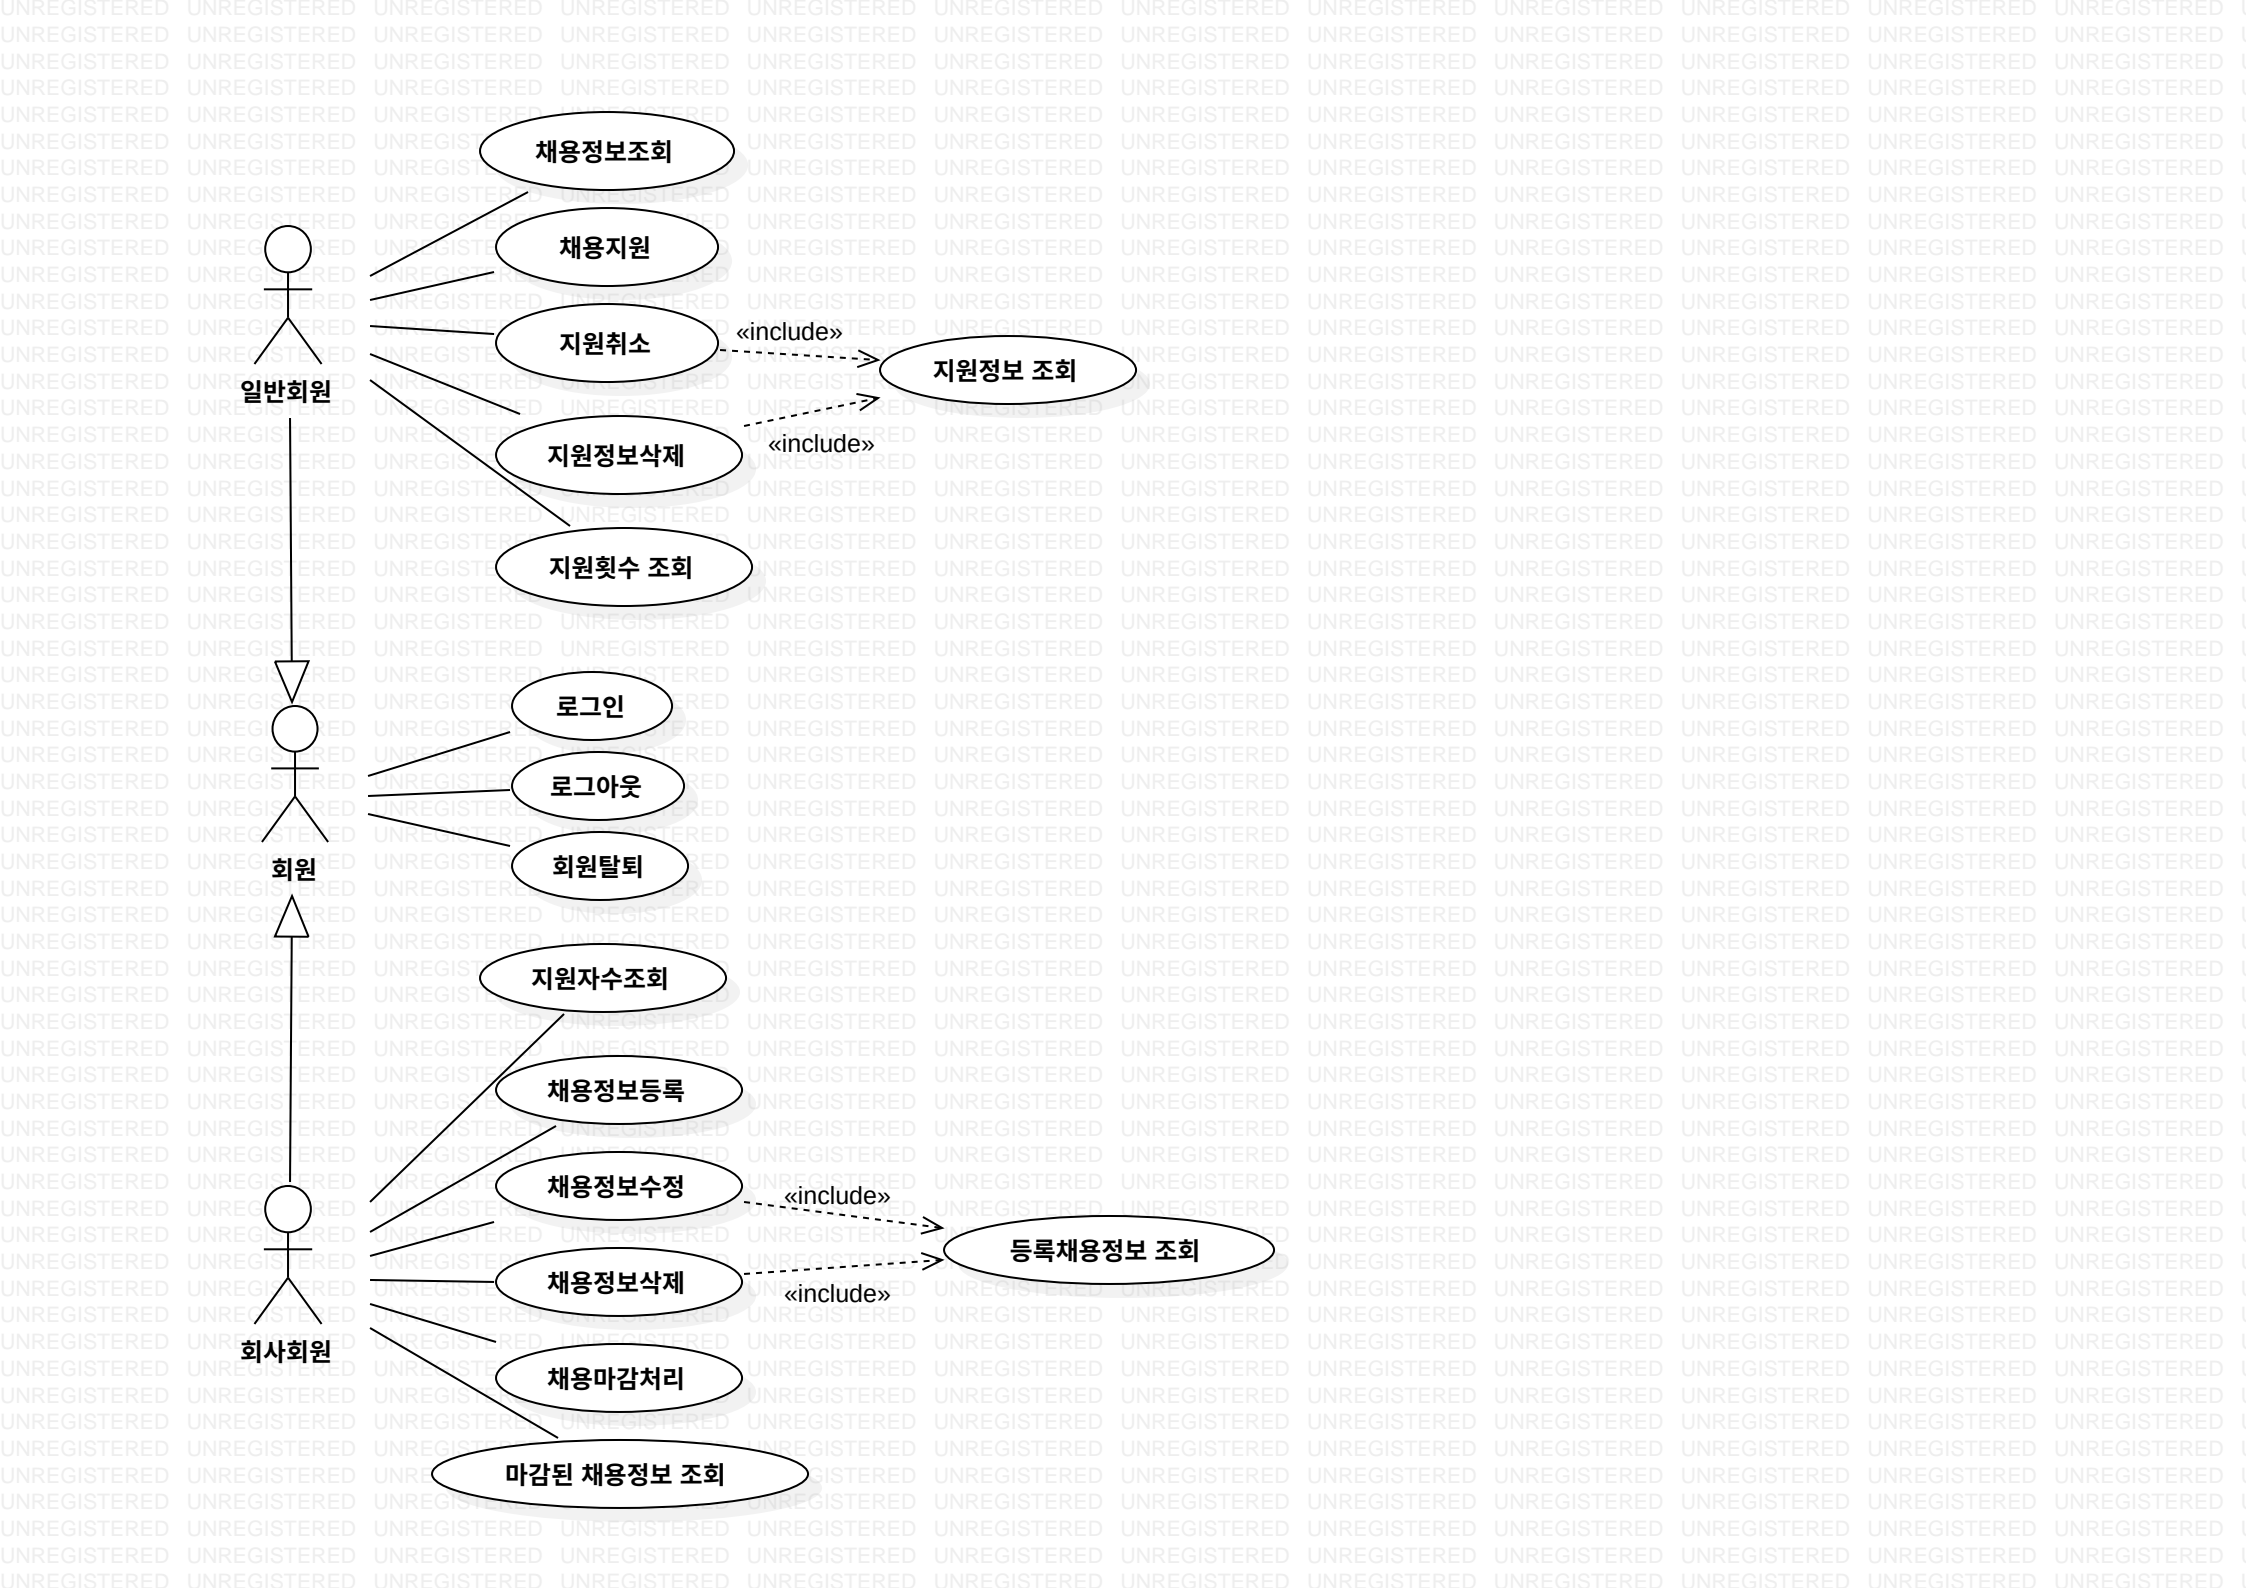 채용정보조회
채용지원
지원취소
«include»
지원정보 조회
일반회원
지원정보삭제
«include»
지원횟수 조회
로그인
로그아웃
회원탈퇴
회원
지원자수조회
채용정보등록
채용정보수정
«include»
등록채용정보 조회
채용정보삭제
«include»
회사회원
채용마감처리
마감된 채용정보 조회
UNREGISTERED